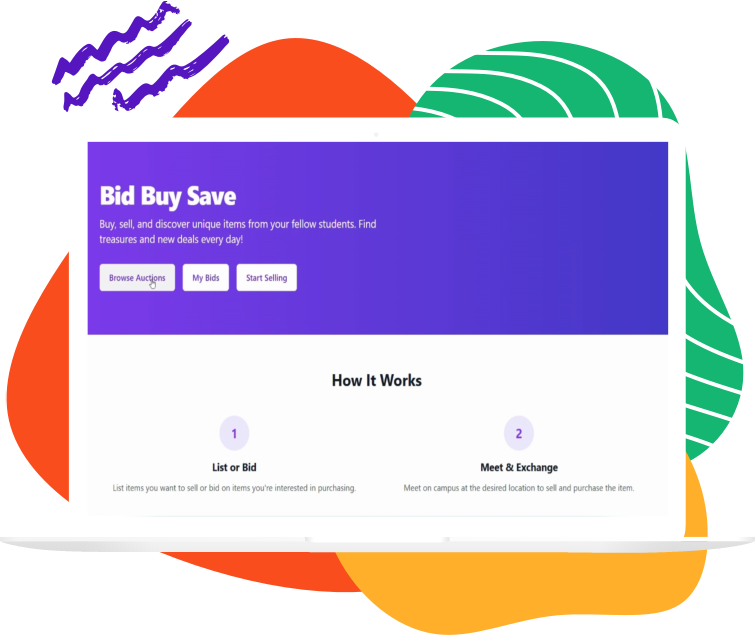 Bid Buy Save
Buy, sell, and discover unique items from your fellow students. Find
treasures and new deals every day!
Browse Auctions
My Bids
Start Selling
How It Works
1
2
List or Bid
Meet & Exchange
List items you want to sell or bid on items you're interested in purchasing.
Meet on campus at the desired location to sell and purchase the item.